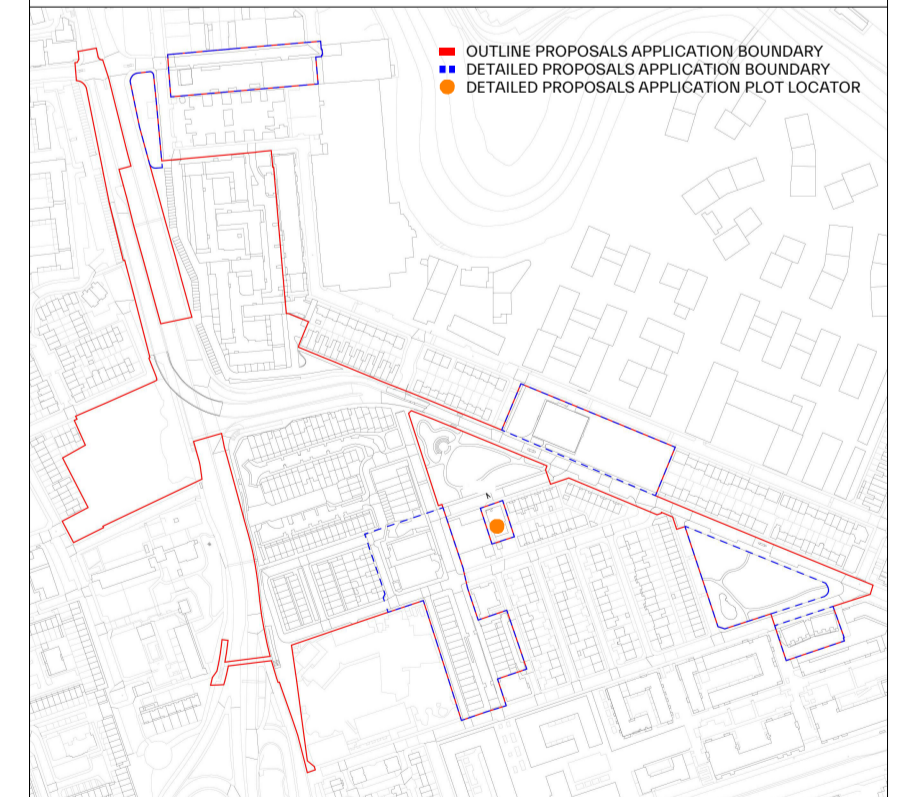 OUTLINE PROPOSALS APPLICATION BOUNDARY
DETAILED PROPOSALS APPLICATION BOUNDARY
DETAILED PROPOSALS APPLICATION PLOT LOCATOR